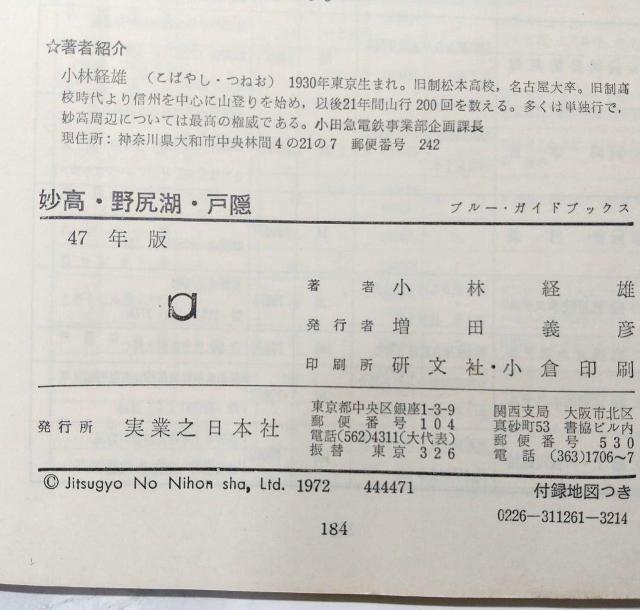 ☆著者紹介
小林経雄 （こばやし・つねお） 1930年東京生まれ。旧制松本高校，名古屋大卒。旧制高
校時代より信州を中心に山登りを始め，以後21年間山行200回を数える。多くは単独行で，
妙高周辺については最高の権威である。小田急電鉄事業部企画課長
現住所：神奈川県大和市中央林間4の21の7 郵便番号 242
妙高・野尻湖・戸隠 ブルー・ガイドブックス
47年版
著者 小林経雄
発行者 増田義彦
印刷所 研文社・小倉印刷
発行所 実業之日本社
東京都中央区銀座1-3-9
郵便番号 104
電話(562)4311(大代表)
振替 東京 326
関西支局 大阪市北区
真砂町53 書協ビル内
郵便番号 530
電話 (363)1706~7
© Jitsugyo No Nihon sha, Ltd. 1972 444471 付録地図つき
0226-311261-3214
184